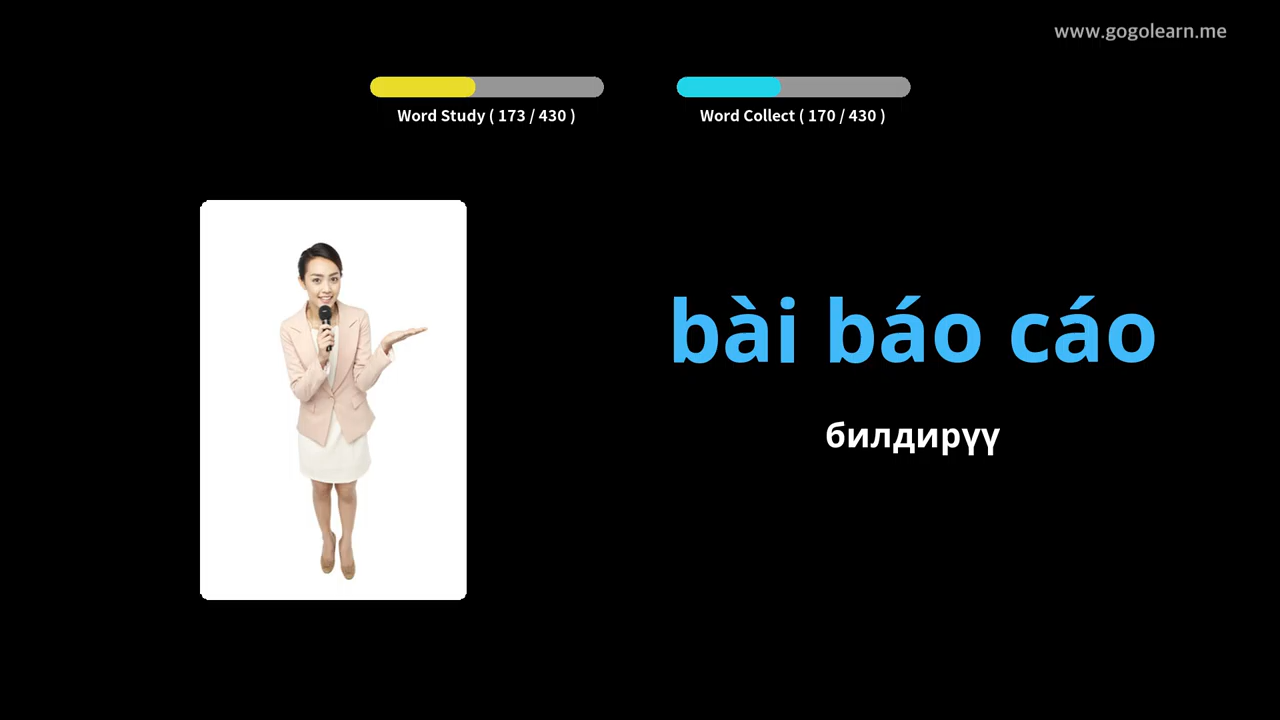 www.gogolearn.me
Word Study ( 173 / 430 )
Word Collect ( 170 / 430 )
bài báo cáo
билдирүү